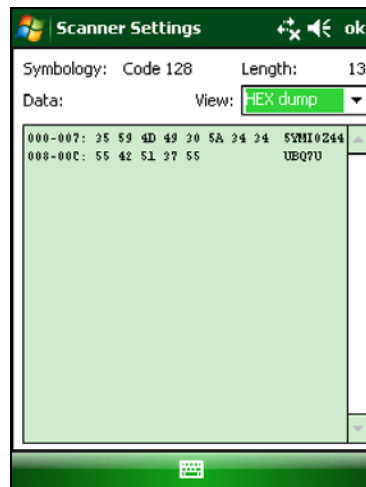 Scanner Settings ok
Symbology: Code 128 Length: 13
Data: View: HEX dump
000-007: 35 59 4D 49 30 5A 34 34 5YMI0Z44
008-00C: 55 42 51 37 55 UBQ7U